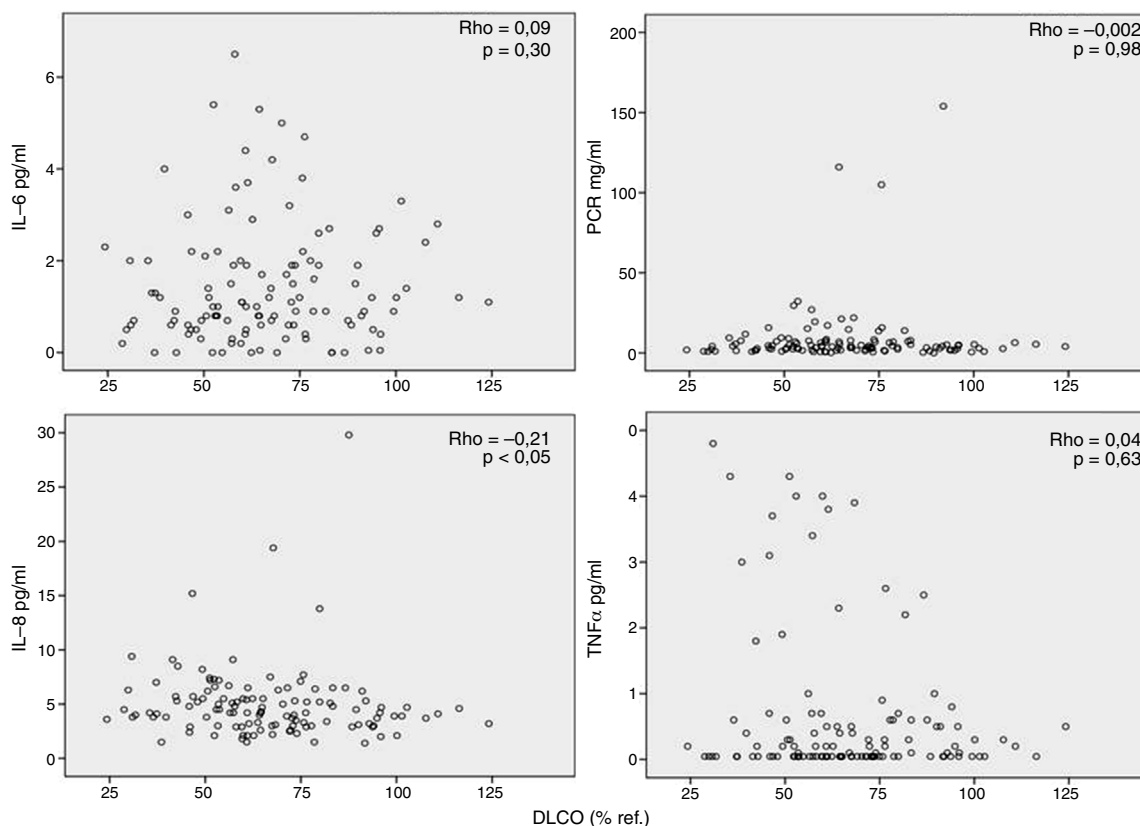 Rho = 0,09
p = 0,30
6
4
2
0
IL–6 pg/ml
25 50 75 100 125
Rho = –0,002
p = 0,98
200
150
100
50
0
PCR mg/ml
25 50 75 100 125
Rho = –0,21
p < 0,05
30
25
20
15
10
5
0
IL–8 pg/ml
25 50 75 100 125
Rho = 0,04
p = 0,63
0
4
3
2
1
0
TNFα pg/ml
25 50 75 100 125
DLCO (% ref.)